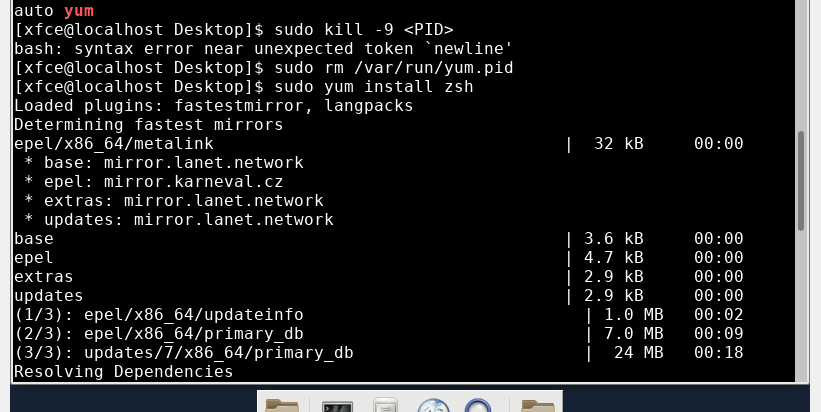 auto yum
[xfce@localhost Desktop]$ sudo kill -9 <PID>
bash: syntax error near unexpected token `newline'
[xfce@localhost Desktop]$ sudo rm /var/run/yum.pid
[xfce@localhost Desktop]$ sudo yum install zsh
Loaded plugins: fastestmirror, langpacks
Determining fastest mirrors
epel/x86_64/metalink | 32 kB 00:00
* base: mirror.lanet.network
* epel: mirror.karneval.cz
* extras: mirror.lanet.network
* updates: mirror.lanet.network
base | 3.6 kB 00:00
epel | 4.7 kB 00:00
extras | 2.9 kB 00:00
updates | 2.9 kB 00:00
(1/3): epel/x86_64/updateinfo | 1.0 MB 00:02
(2/3): epel/x86_64/primary_db | 7.0 MB 00:09
(3/3): updates/7/x86_64/primary_db | 24 MB 00:18
Resolving Dependencies